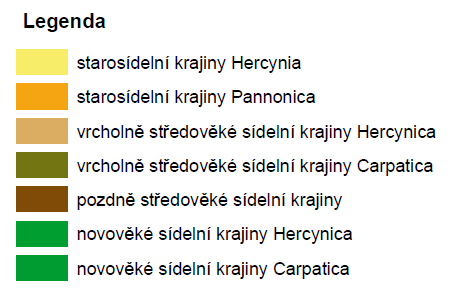 Legenda
starosídelní krajiny Hercynia
starosídelní krajiny Pannonica
vrcholně středověké sídelní krajiny Hercynica
vrcholně středověké sídelní krajiny Carpatica
pozdně středověké sídelní krajiny
novověké sídelní krajiny Hercynica
novověké sídelní krajiny Carpatica